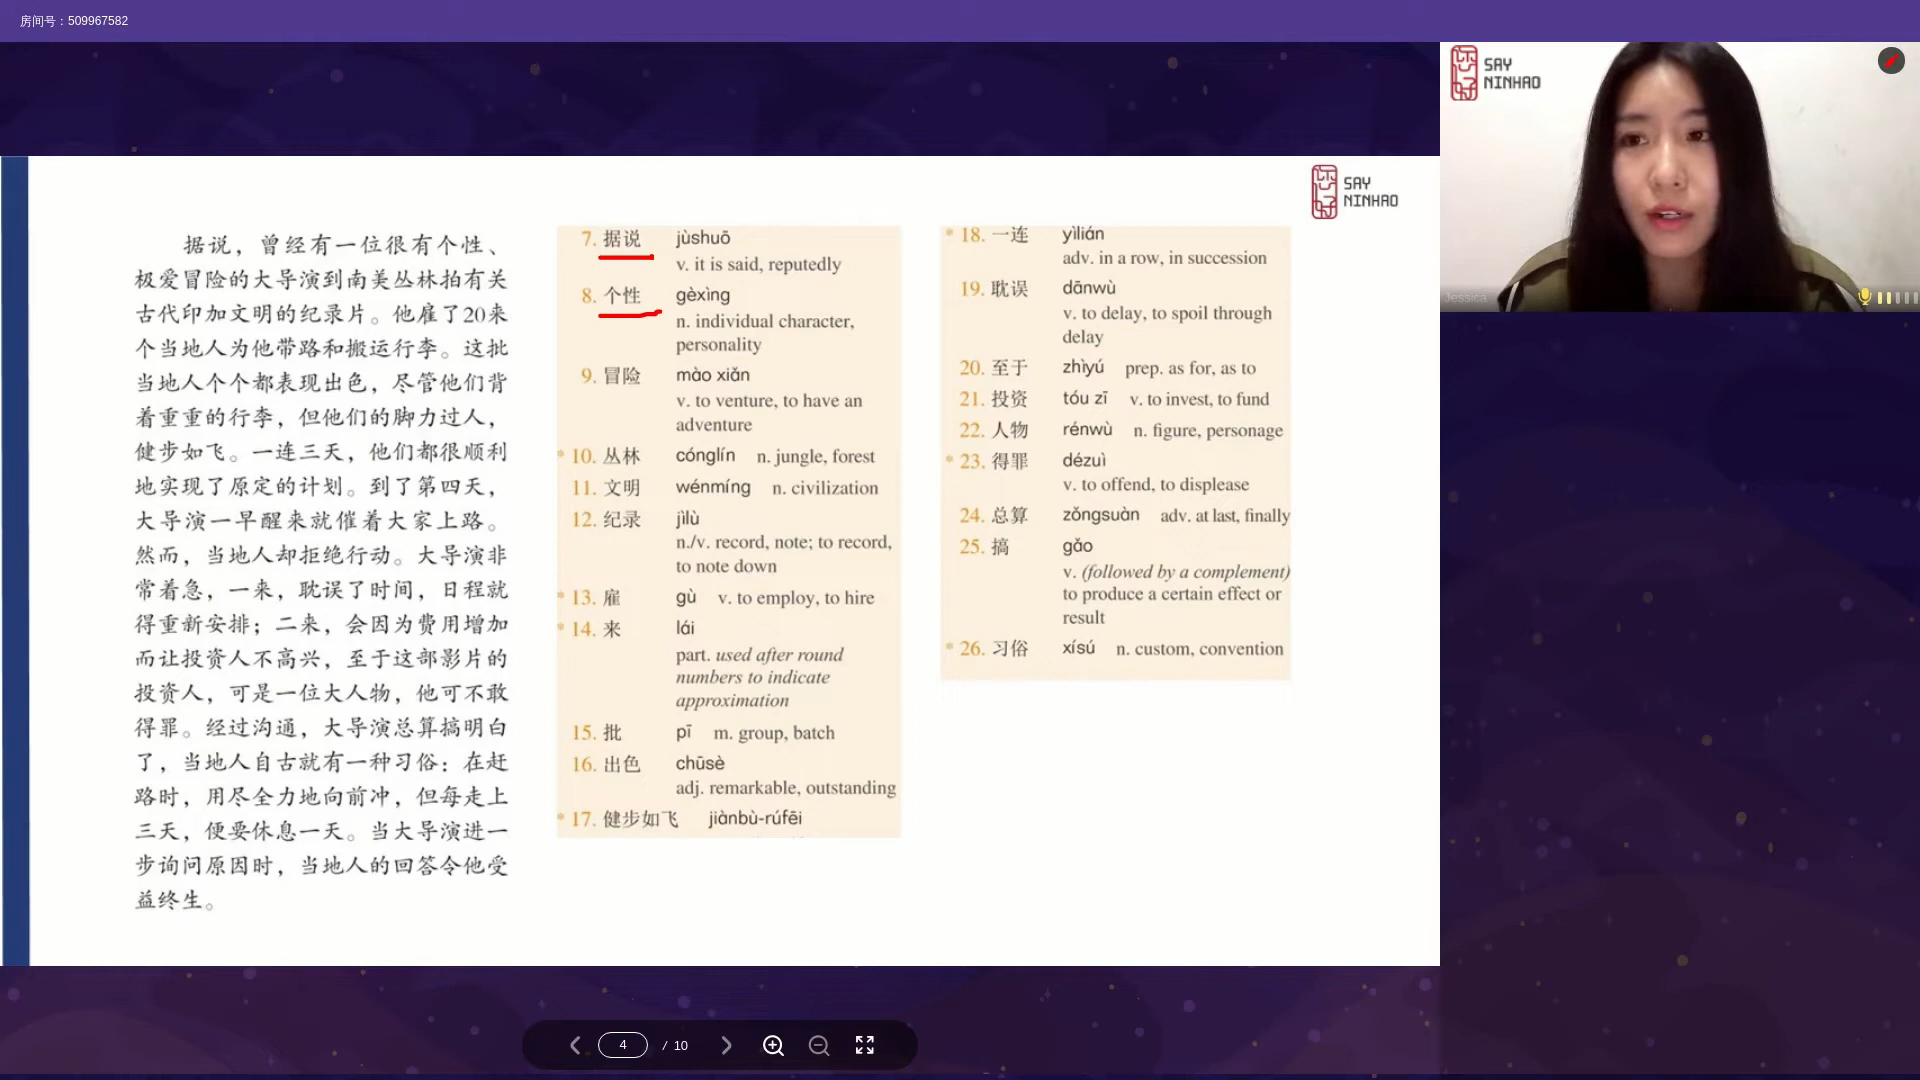 房间号：509967582
SAY
NINHAO
Jessica
SAY
NINHAO
据说，曾经有一位很有个性、
极爱冒险的大导演到南美丛林拍有关
古代印加文明的纪录片。他雇了20来
个当地人为他带路和搬运行李。这批
当地人个个都表现出色，尽管他们背
着重重的行李，但他们的脚力过人，
健步如飞。一连三天，他们都很顺利
地实现了原定的计划。到了第四天，
大导演一早醒来就催着大家上路。
然而，当地人却拒绝行动。大导演非
常着急，一来，耽误了时间，日程就
得重新安排；二来，会因为费用增加
而让投资人不高兴，至于这部影片的
投资人，可是一位大人物，他可不敢
得罪。经过沟通，大导演总算搞明白
了，当地人自古就有一种习俗：在赶
路时，用尽全力地向前冲，但每走上
三天，便要休息一天。当大导演进一
步询问原因时，当地人的回答令他受
益终生。
7. 据说 jùshuō
v. it is said, reputedly
8. 个性 gèxìng
n. individual character,
personality
9. 冒险 mào xiǎn
v. to venture, to have an
adventure
* 10. 丛林 cónglín n. jungle, forest
11. 文明 wénmíng n. civilization
12. 纪录 jìlù
n./v. record, note; to record,
to note down
* 13. 雇 gù v. to employ, to hire
* 14. 来 lái
part. used after round
numbers to indicate
approximation
15. 批 pī m. group, batch
16. 出色 chūsè
adj. remarkable, outstanding
* 17. 健步如飞 jiànbù-rúfēi
* 18. 一连 yìlián
adv. in a row, in succession
19. 耽误 dānwù
v. to delay, to spoil through
delay
20. 至于 zhìyú prep. as for, as to
21. 投资 tóu zī v. to invest, to fund
22. 人物 rénwù n. figure, personage
* 23. 得罪 dézuì
v. to offend, to displease
24. 总算 zǒngsuàn adv. at last, finally
25. 搞 gǎo
v. (followed by a complement)
to produce a certain effect or
result
* 26. 习俗 xísú n. custom, convention
4 / 10